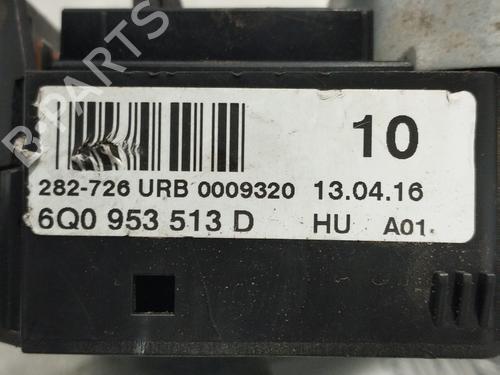 10
282-726 URB 0009320 13.04.16
6Q0 953 513 D HU A01
B-PARTS